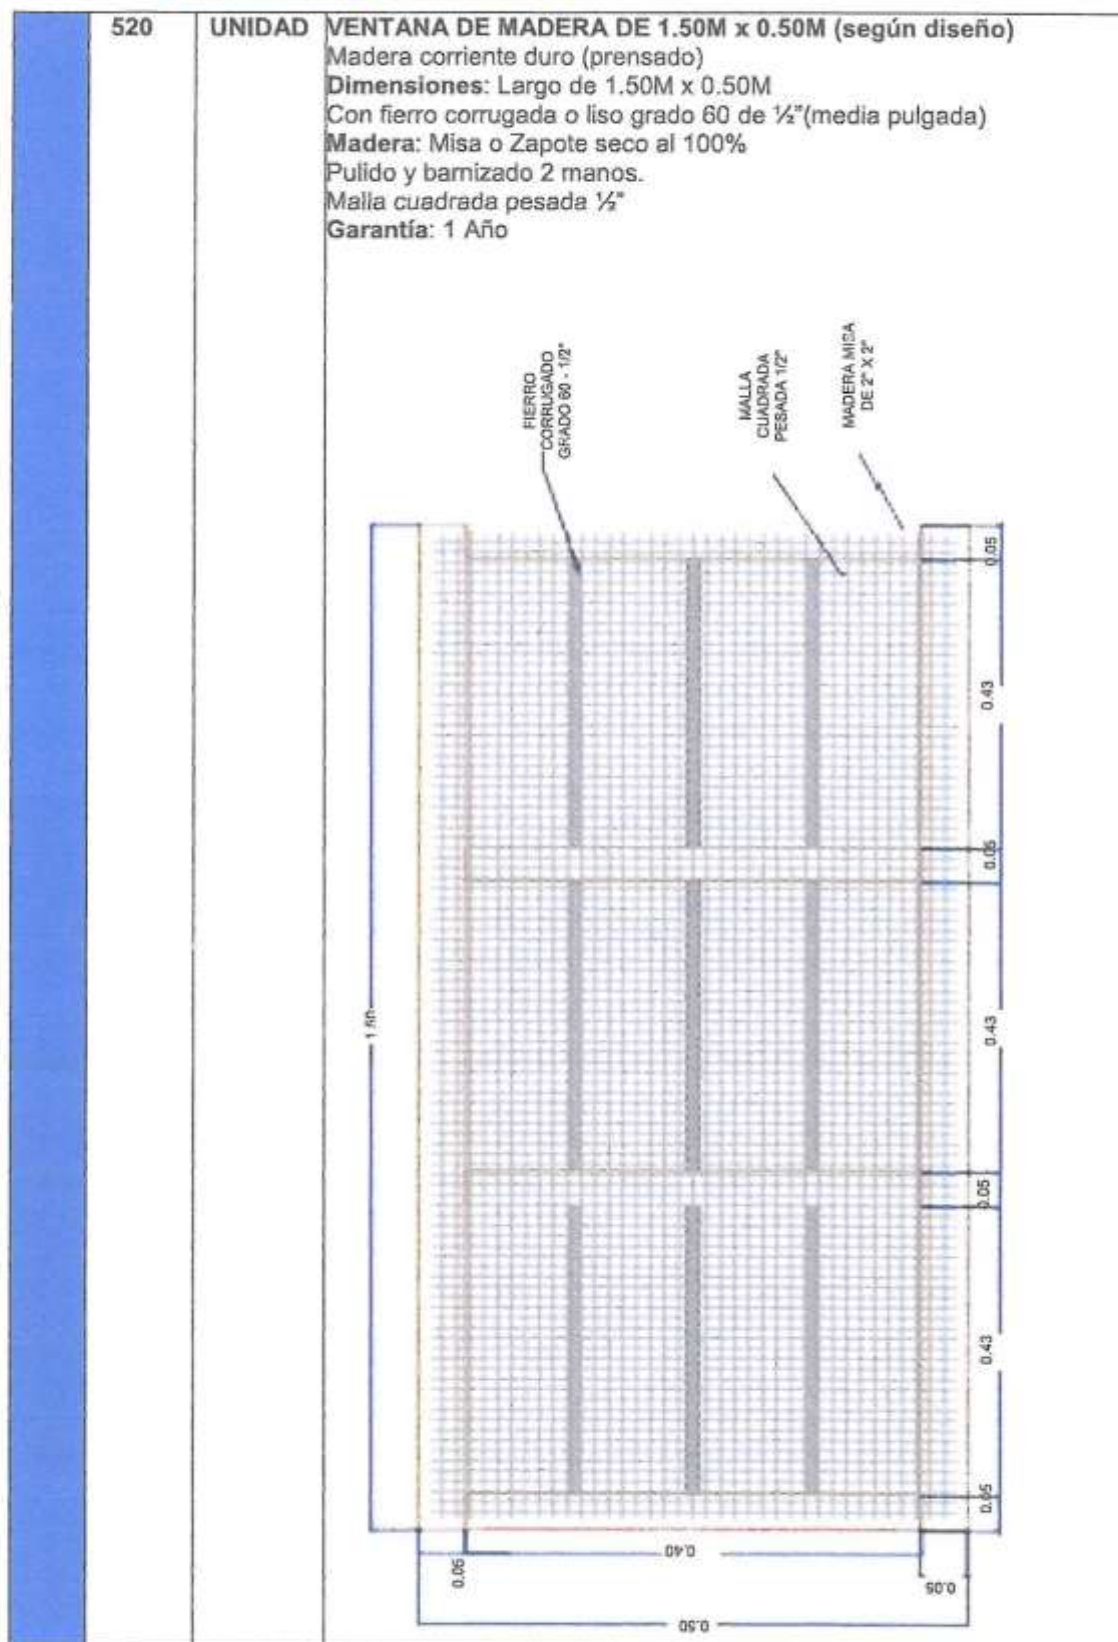 520
UNIDAD
VENTANA DE MADERA DE 1.50M x 0.50M (según diseño)
Madera corriente duro (prensado)
Dimensiones: Largo de 1.50M x 0.50M
Con fierro corrugada o liso grado 60 de ½"(media pulgada)
Madera: Misa o Zapote seco al 100%
Pulido y barnizado 2 manos.
Malla cuadrada pesada ½"
Garantía: 1 Año
FIERRO
CORRUGADO
GRADO 60 - 1/2"
MALLA
CUADRADA
PESADA 1/2"
MADERA MISA
DE 2" X 2"
0.05
0.43
0.05
1.50
0.43
0.05
0.43
0.05
0.05
0.40
0.05
0.50